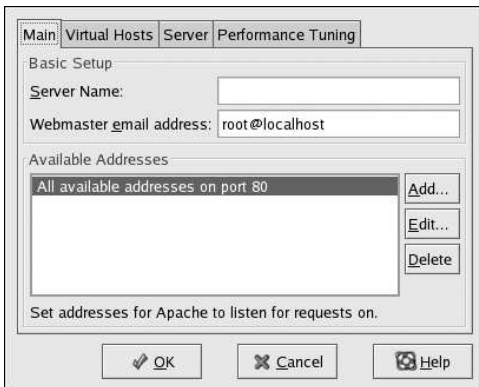 Main Virtual Hosts Server Performance Tuning
Basic Setup
Server Name:
Webmaster email address: root@localhost
Available Addresses
All available addresses on port 80
Add...
Edit...
Delete
Set addresses for Apache to listen for requests on.
OK Cancel Help